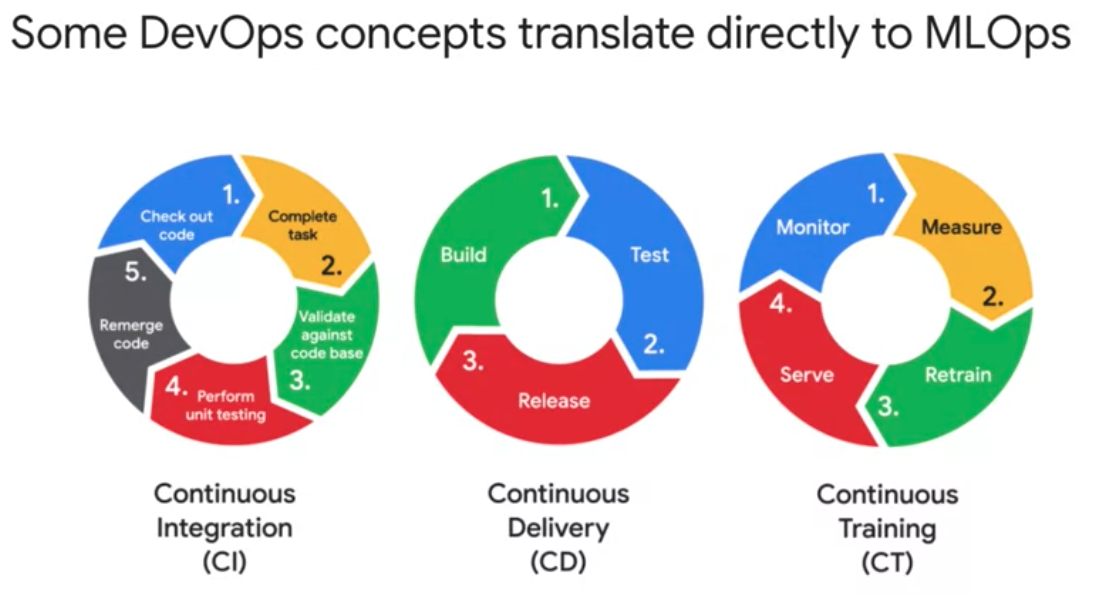 Some DevOps concepts translate directly to MLOps
1.
Check out
code
Complete
task
2.
Validate
against
code base
3.
4.
Perform
unit testing
5.
Remerge
code
Continuous
Integration
(CI)
1.
Build
Test
2.
3.
Release
Continuous
Delivery
(CD)
1.
Monitor
Measure
2.
Retrain
3.
4.
Serve
Continuous
Training
(CT)